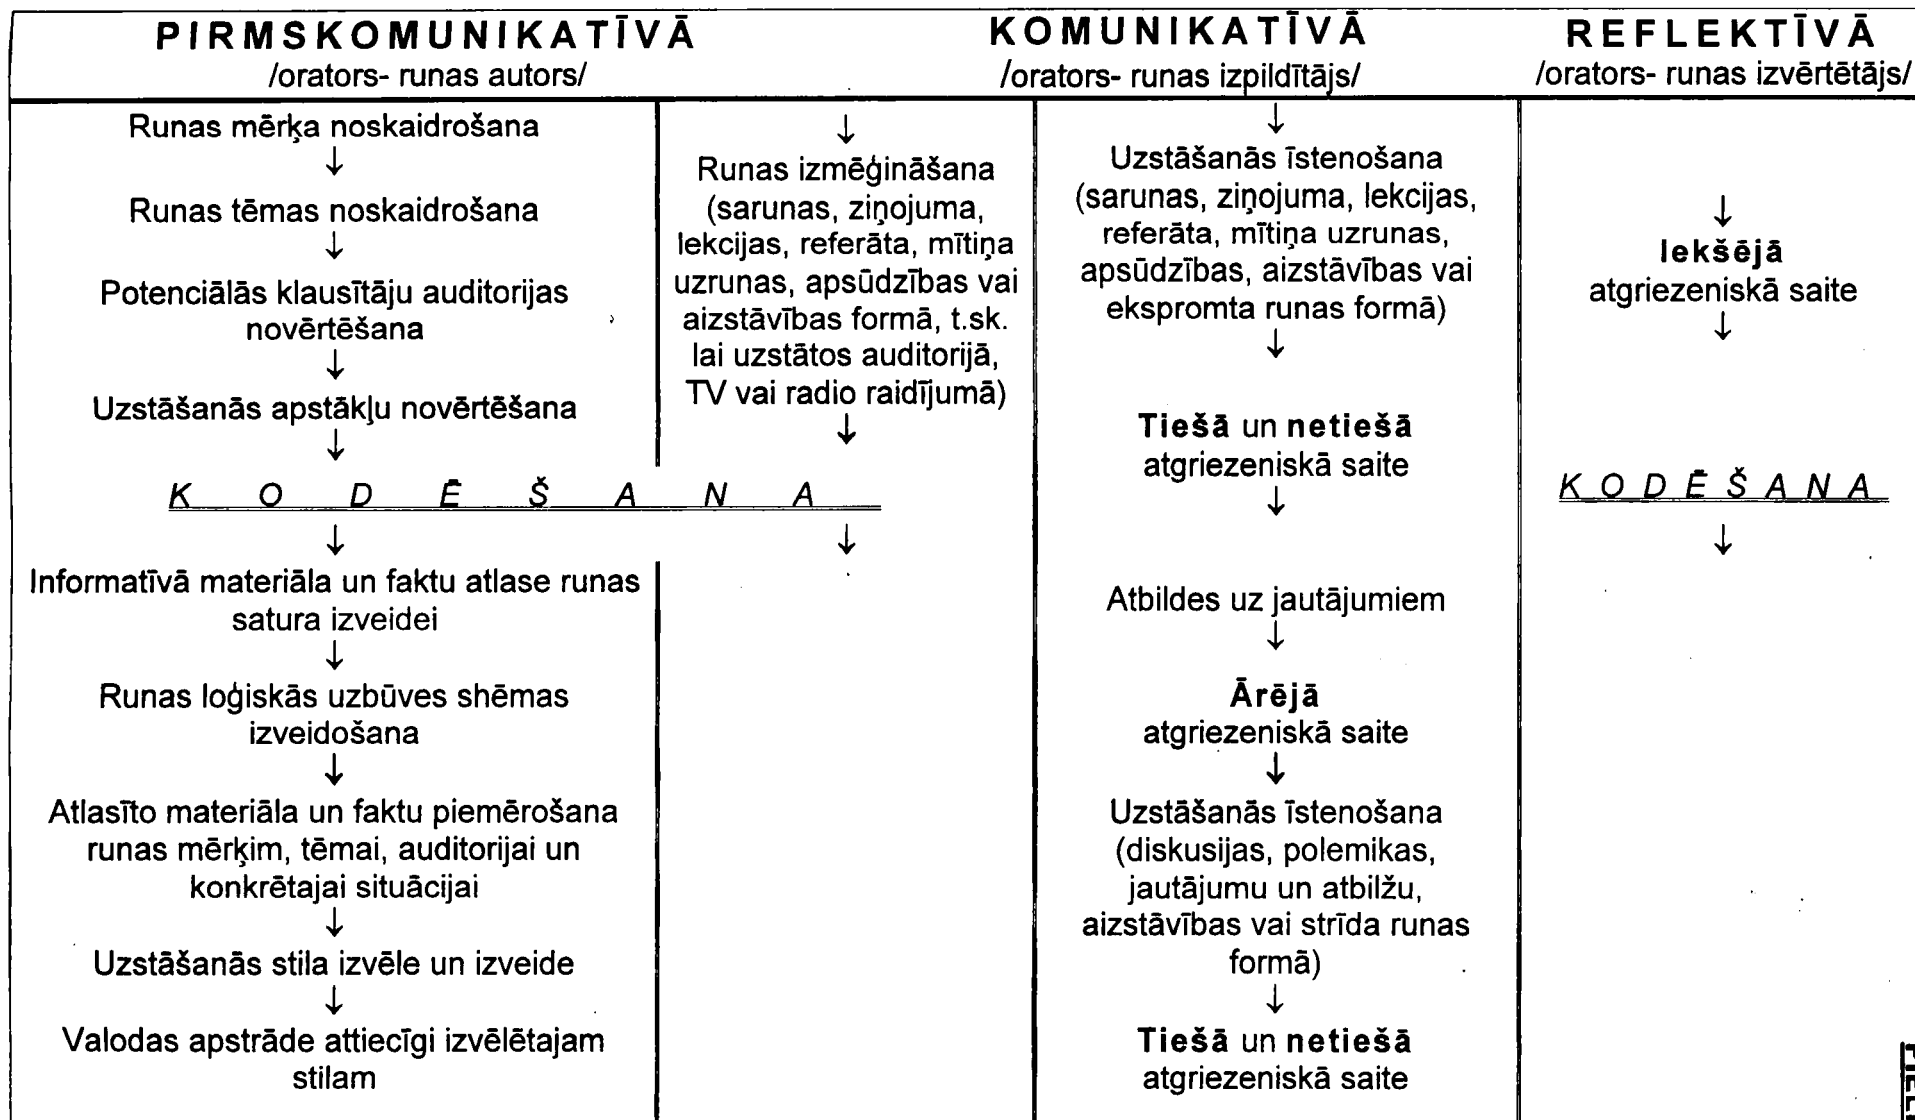 PIRMSKOMUNIKATĪVĀ
/orators- runas autors/
KOMUNIKATĪVĀ
/orators- runas izpildītājs/
REFLEKTĪVĀ
/orators- runas izvērtētājs/
Runas mērķa noskaidrošana
↓
Runas tēmas noskaidrošana
↓
Potenciālās klausītāju auditorijas
novērtēšana
↓
Uzstāšanās apstākļu novērtēšana
↓
K O D Ē Š A N A
↓
Informatīvā materiāla un faktu atlase runas
satura izveidei
↓
Runas loģiskās uzbūves shēmas
izveidošana
↓
Atlasīto materiāla un faktu piemērošana
runas mērķim, tēmai, auditorijai un
konkrētajai situācijai
↓
Uzstāšanās stila izvēle un izveide
↓
Valodas apstrāde attiecīgi izvēlētajam
stilam
↓
Runas izmēģināšana
(sarunas, ziņojuma,
lekcijas, referāta, mītiņa
uzrunas, apsūdzības vai
aizstāvības formā, t.sk.
lai uzstātos auditorijā,
TV vai radio raidījumā)
↓
↓
↓
Uzstāšanās īstenošana
(sarunas, ziņojuma, lekcijas,
referāta, mītiņa uzrunas,
apsūdzības, aizstāvības vai
ekspromta runas formā)
↓
Tiešā un netiešā
atgriezeniskā saite
↓
Atbildes uz jautājumiem
↓
Ārējā
atgriezeniskā saite
↓
Uzstāšanās īstenošana
(diskusijas, polemikas,
jautājumu un atbilžu,
aizstāvības vai strīda runas
formā)
↓
Tiešā un netiešā
atgriezeniskā saite
↓
Iekšējā
atgriezeniskā saite
↓
K O D Ē Š A N A
↓